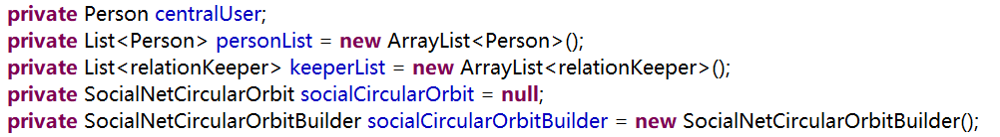 private Person centralUser;
private List<Person> personList = new ArrayList<Person>();
private List<relationKeeper> keeperList = new ArrayList<relationKeeper>();
private SocialNetCircularOrbit socialCircularOrbit = null;
private SocialNetCircularOrbitBuilder socialCircularOrbitBuilder = new SocialNetCircularOrbitBuilder();